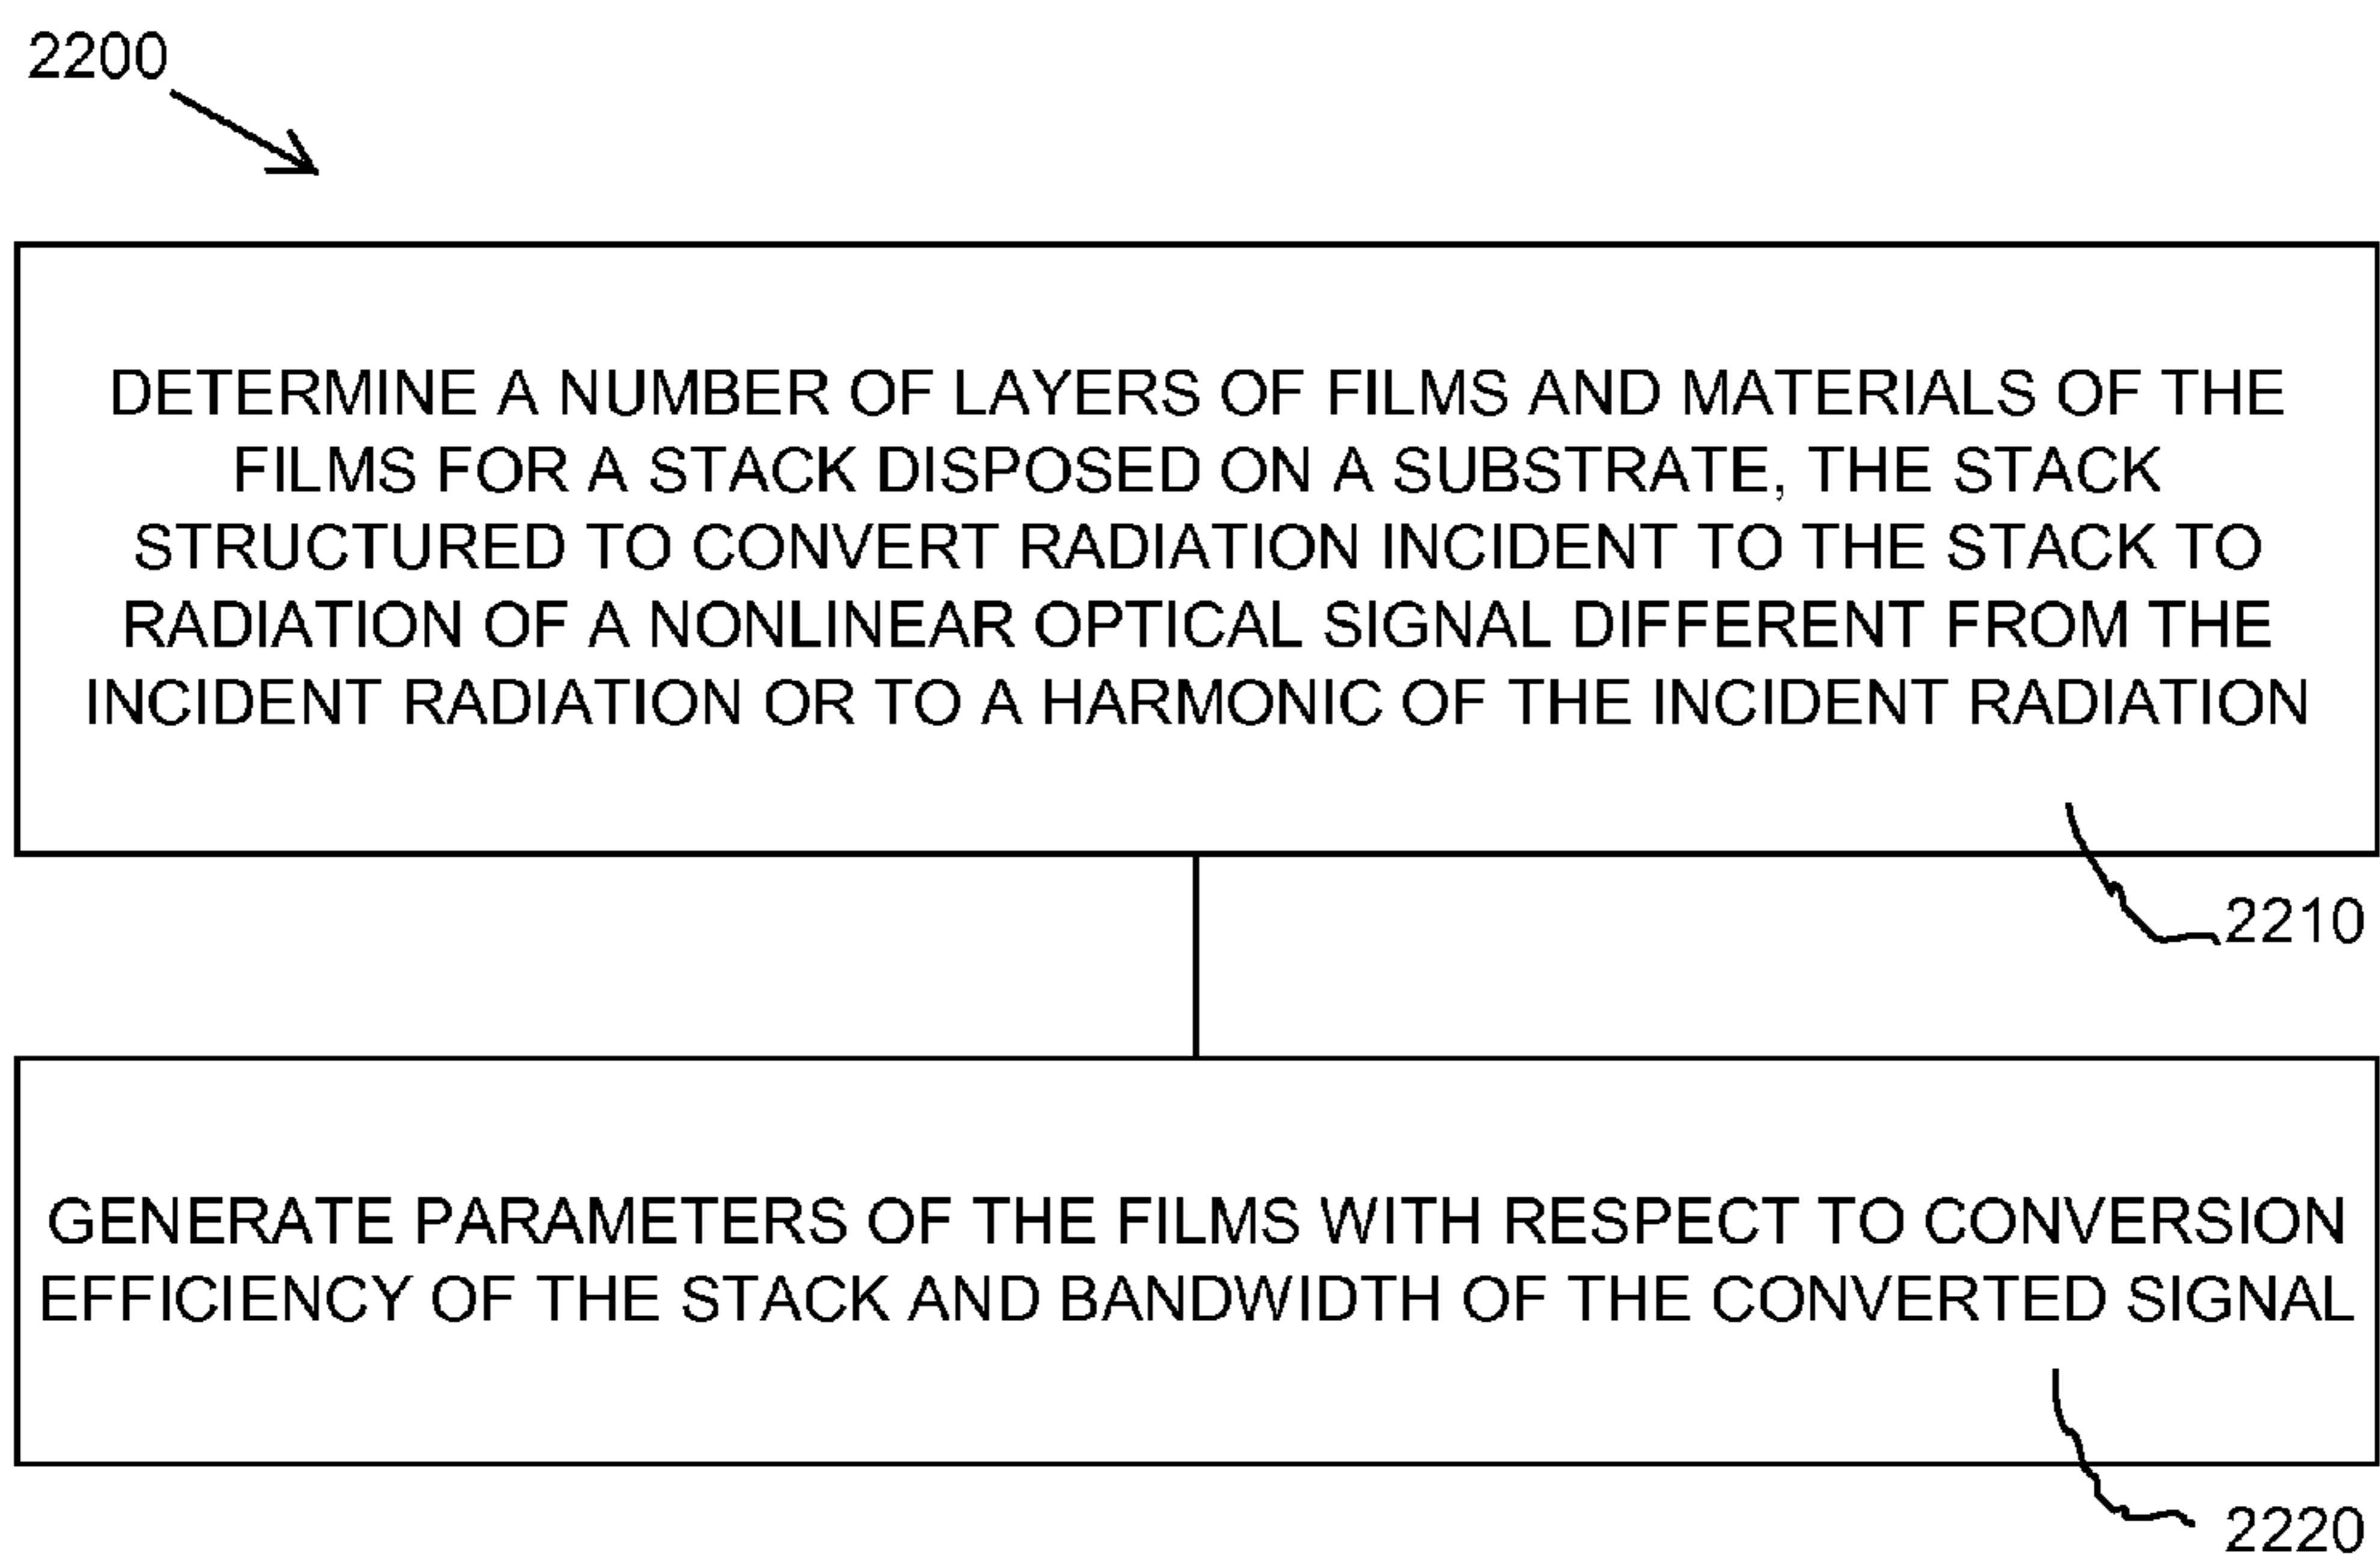 2200
DETERMINE A NUMBER OF LAYERS OF FILMS AND MATERIALS OF THE
FILMS FOR A STACK DISPOSED ON A SUBSTRATE, THE STACK
STRUCTURED TO CONVERT RADIATION INCIDENT TO THE STACK TO
RADIATION OF A NONLINEAR OPTICAL SIGNAL DIFFERENT FROM THE
INCIDENT RADIATION OR TO A HARMONIC OF THE INCIDENT RADIATION
2210
GENERATE PARAMETERS OF THE FILMS WITH RESPECT TO CONVERSION
EFFICIENCY OF THE STACK AND BANDWIDTH OF THE CONVERTED SIGNAL
2220